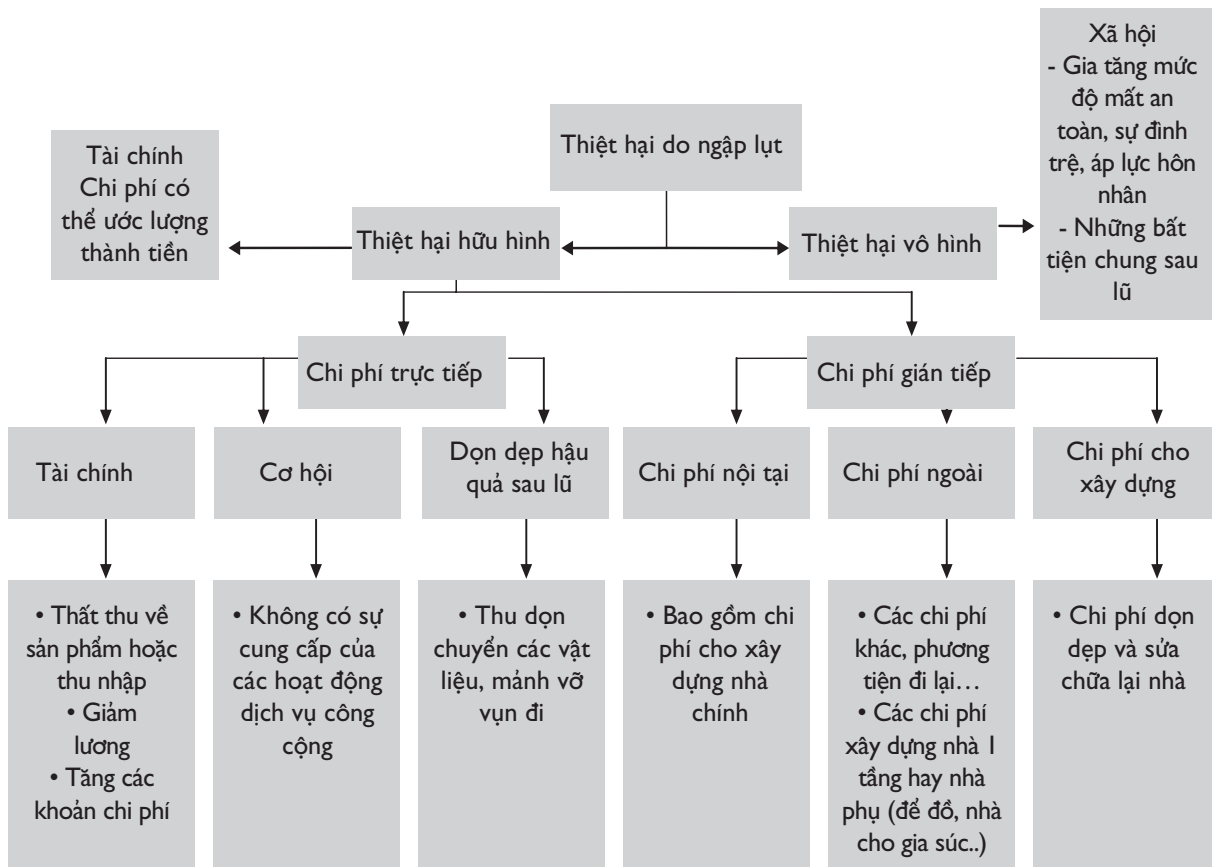 Thiệt hại do ngập lụt
Tài chính
Chi phí có
thể ước lượng
thành tiền
Thiệt hại hữu hình
Thiệt hại vô hình
Xã hội
- Gia tăng mức
độ mất an
toàn, sự đình
trệ, áp lực hôn
nhân
- Những bất
tiện chung sau
lũ
Chi phí trực tiếp
Chi phí gián tiếp
Tài chính
Cơ hội
Dọn dẹp hậu
quả sau lũ
Chi phí nội tại
Chi phí ngoài
Chi phí cho
xây dựng
• Thất thu về
sản phẩm hoặc
thu nhập
• Giảm
lương
• Tăng các
khoản chi phí
• Không có sự
cung cấp của
các hoạt động
dịch vụ công
cộng
• Thu dọn
chuyển các vật
liệu, mảnh vỡ
vụn đi
• Bao gồm chi
phí cho xây
dựng nhà
chính
• Các chi phí
khác, phương
tiện đi lại…
• Các chi phí
xây dựng nhà 1
tầng hay nhà
phụ (để đồ, nhà
cho gia súc..)
• Chi phí dọn
dẹp và sửa
chữa lại nhà